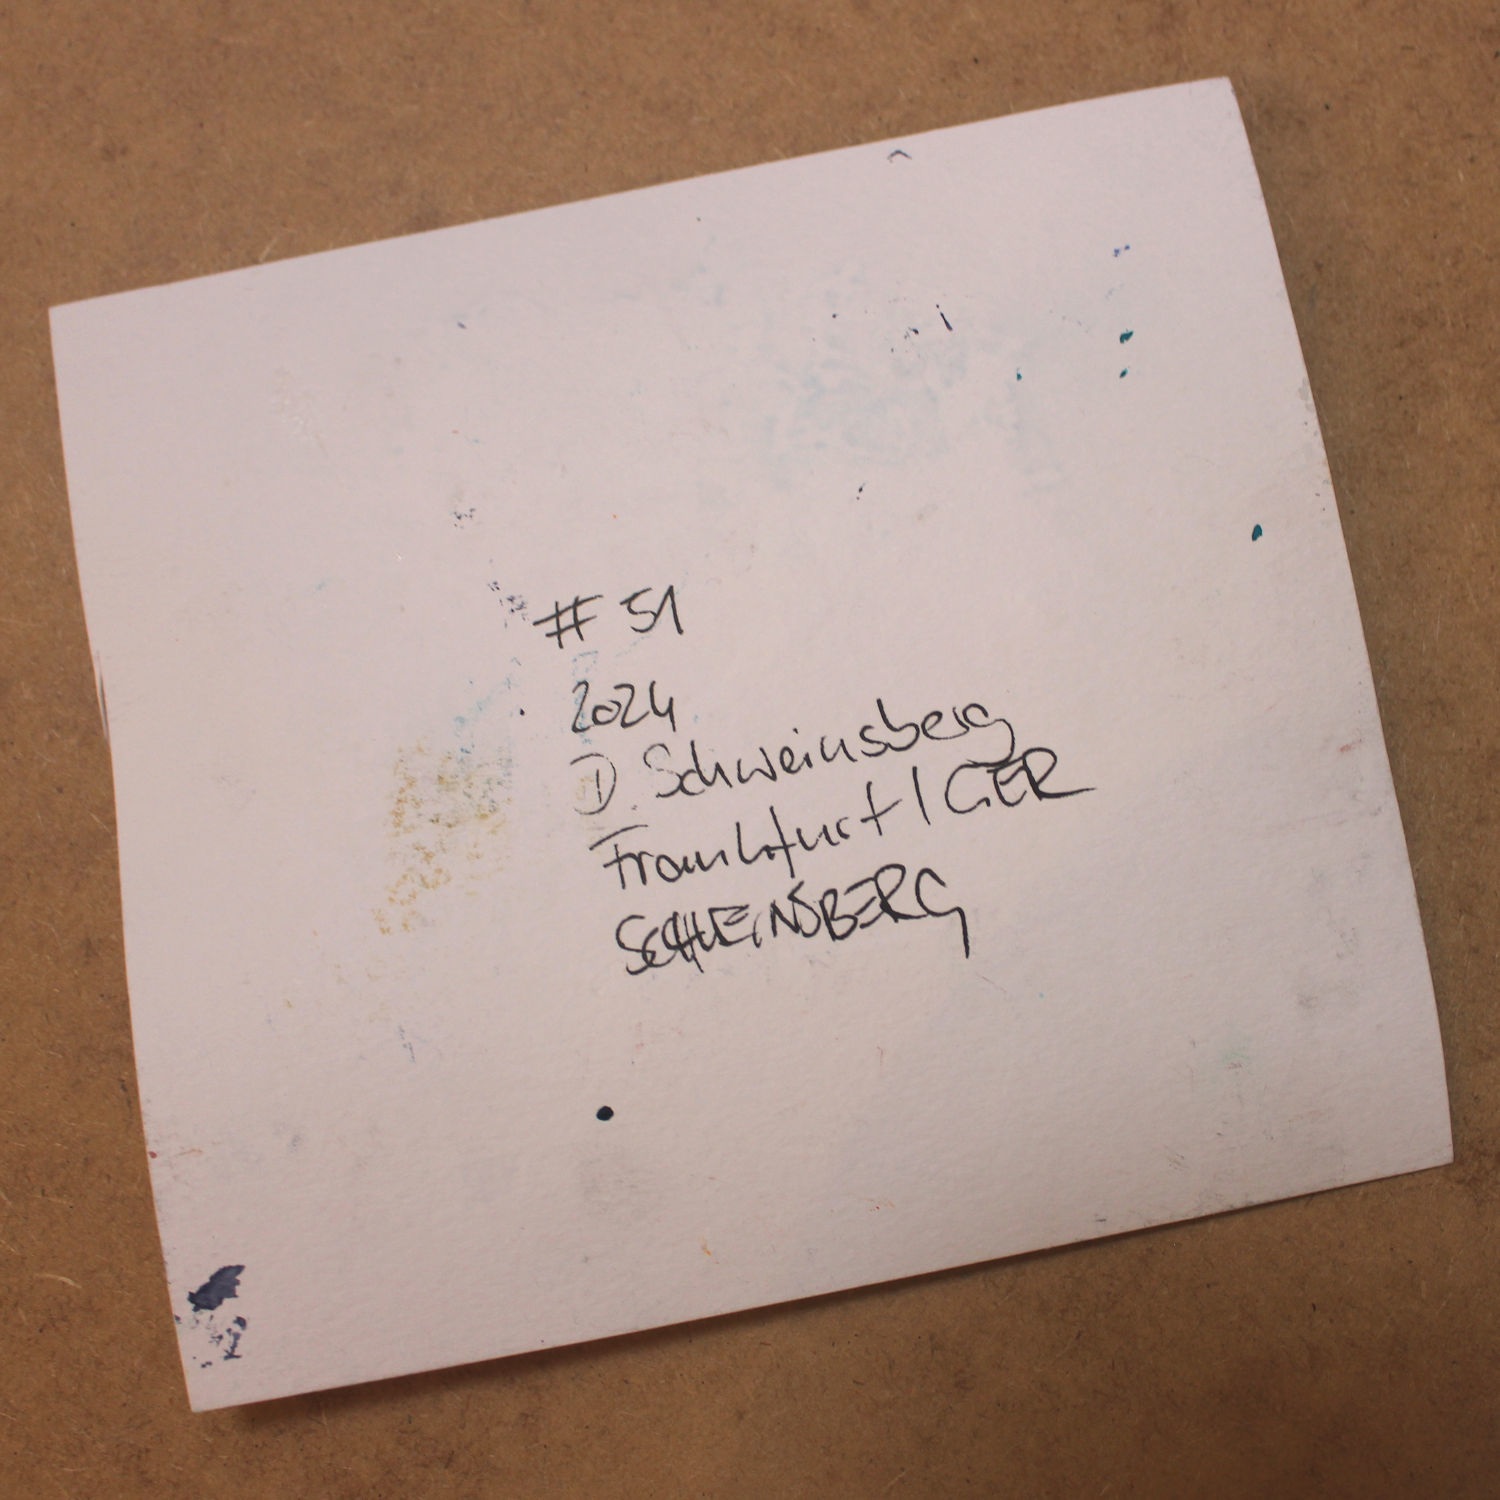 # 51
2024
D. Schweinsberg
Frankfurt / GER
SCHWEINSBERG